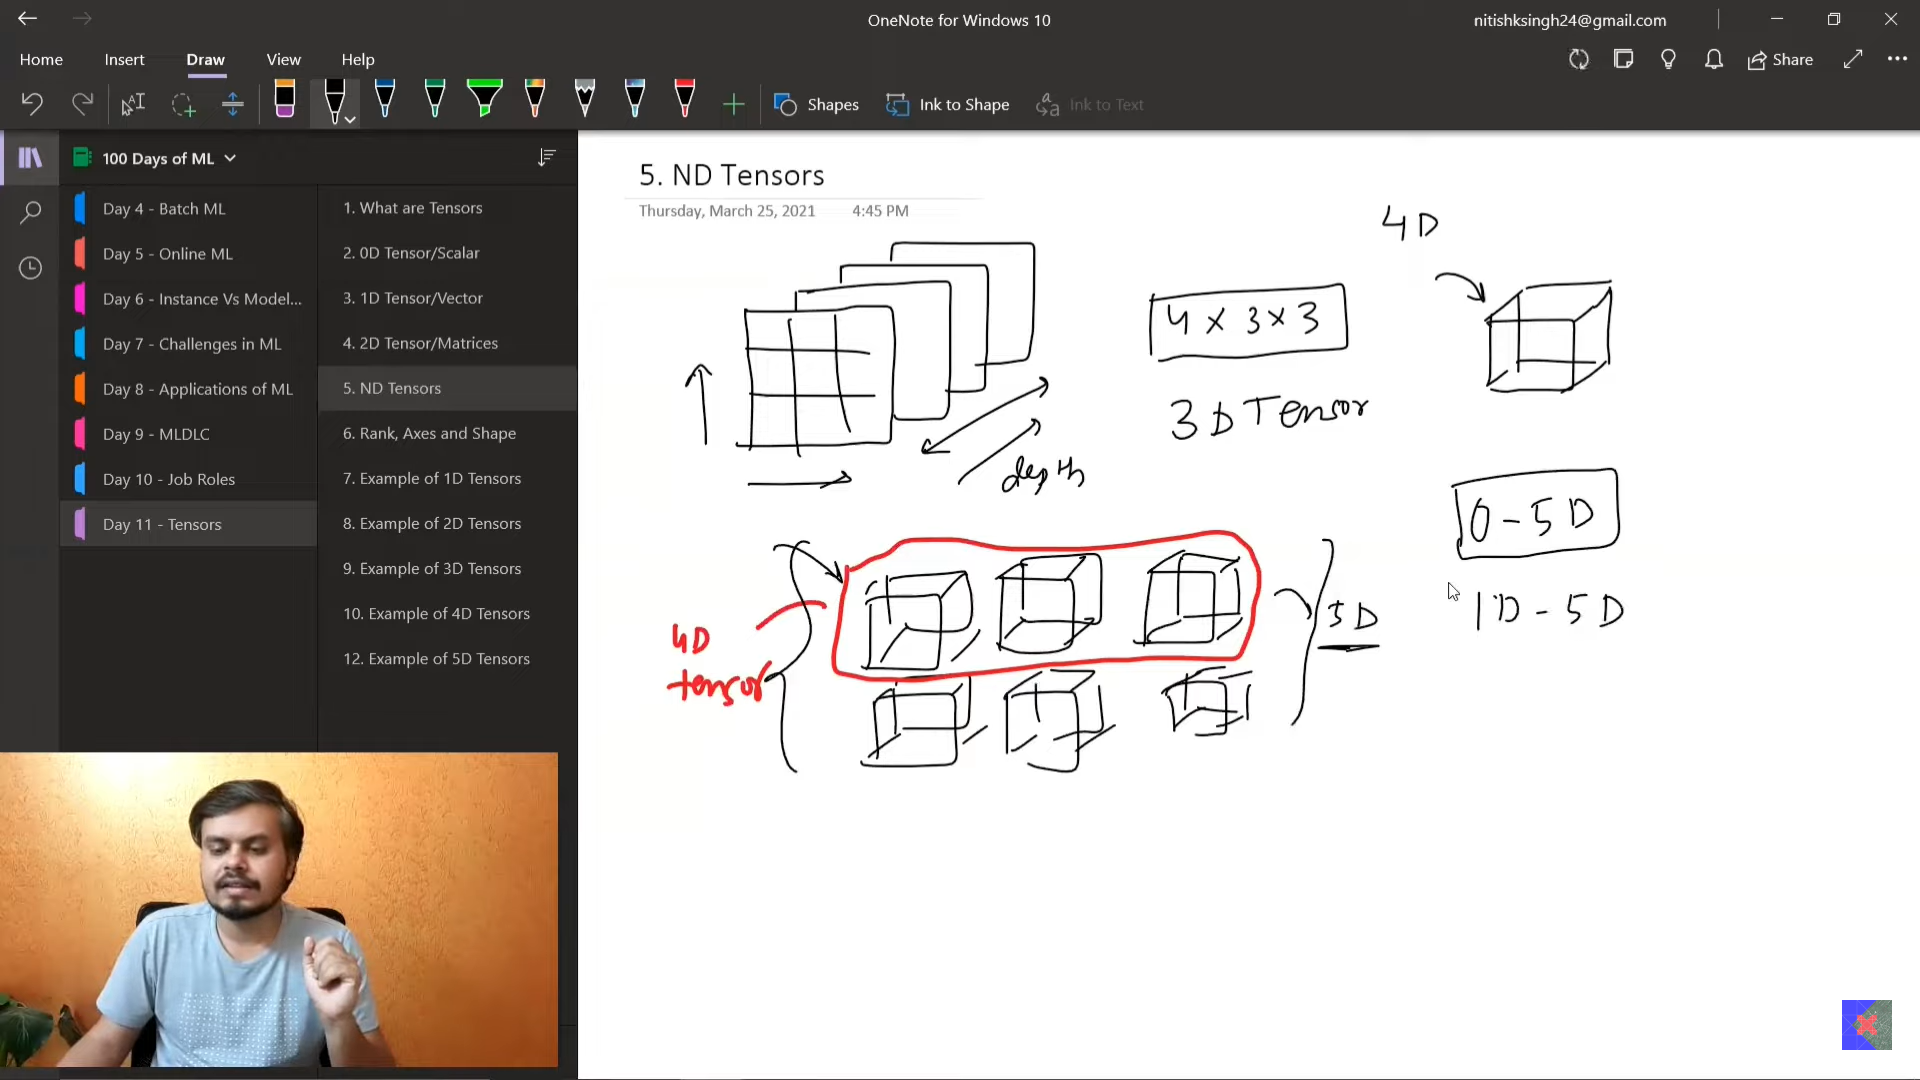 OneNote for Windows 10
nitishksingh24@gmail.com
Home
Insert
Draw
View
Help
Share
Shapes
Ink to Shape
Ink to Text
100 Days of ML
Day 4 - Batch ML
Day 5 - Online ML
Day 6 - Instance Vs Model...
Day 7 - Challenges in ML
Day 8 - Applications of ML
Day 9 - MLDLC
Day 10 - Job Roles
Day 11 - Tensors
1. What are Tensors
2. 0D Tensor/Scalar
3. 1D Tensor/Vector
4. 2D Tensor/Matrices
5. ND Tensors
6. Rank, Axes and Shape
7. Example of 1D Tensors
8. Example of 2D Tensors
9. Example of 3D Tensors
10. Example of 4D Tensors
12. Example of 5D Tensors
5. ND Tensors
Thursday, March 25, 2021 4:45 PM
4D
4 x 3 x 3
3D Tensor
depth
0-5D
1D-5D
5D
4D
tensor